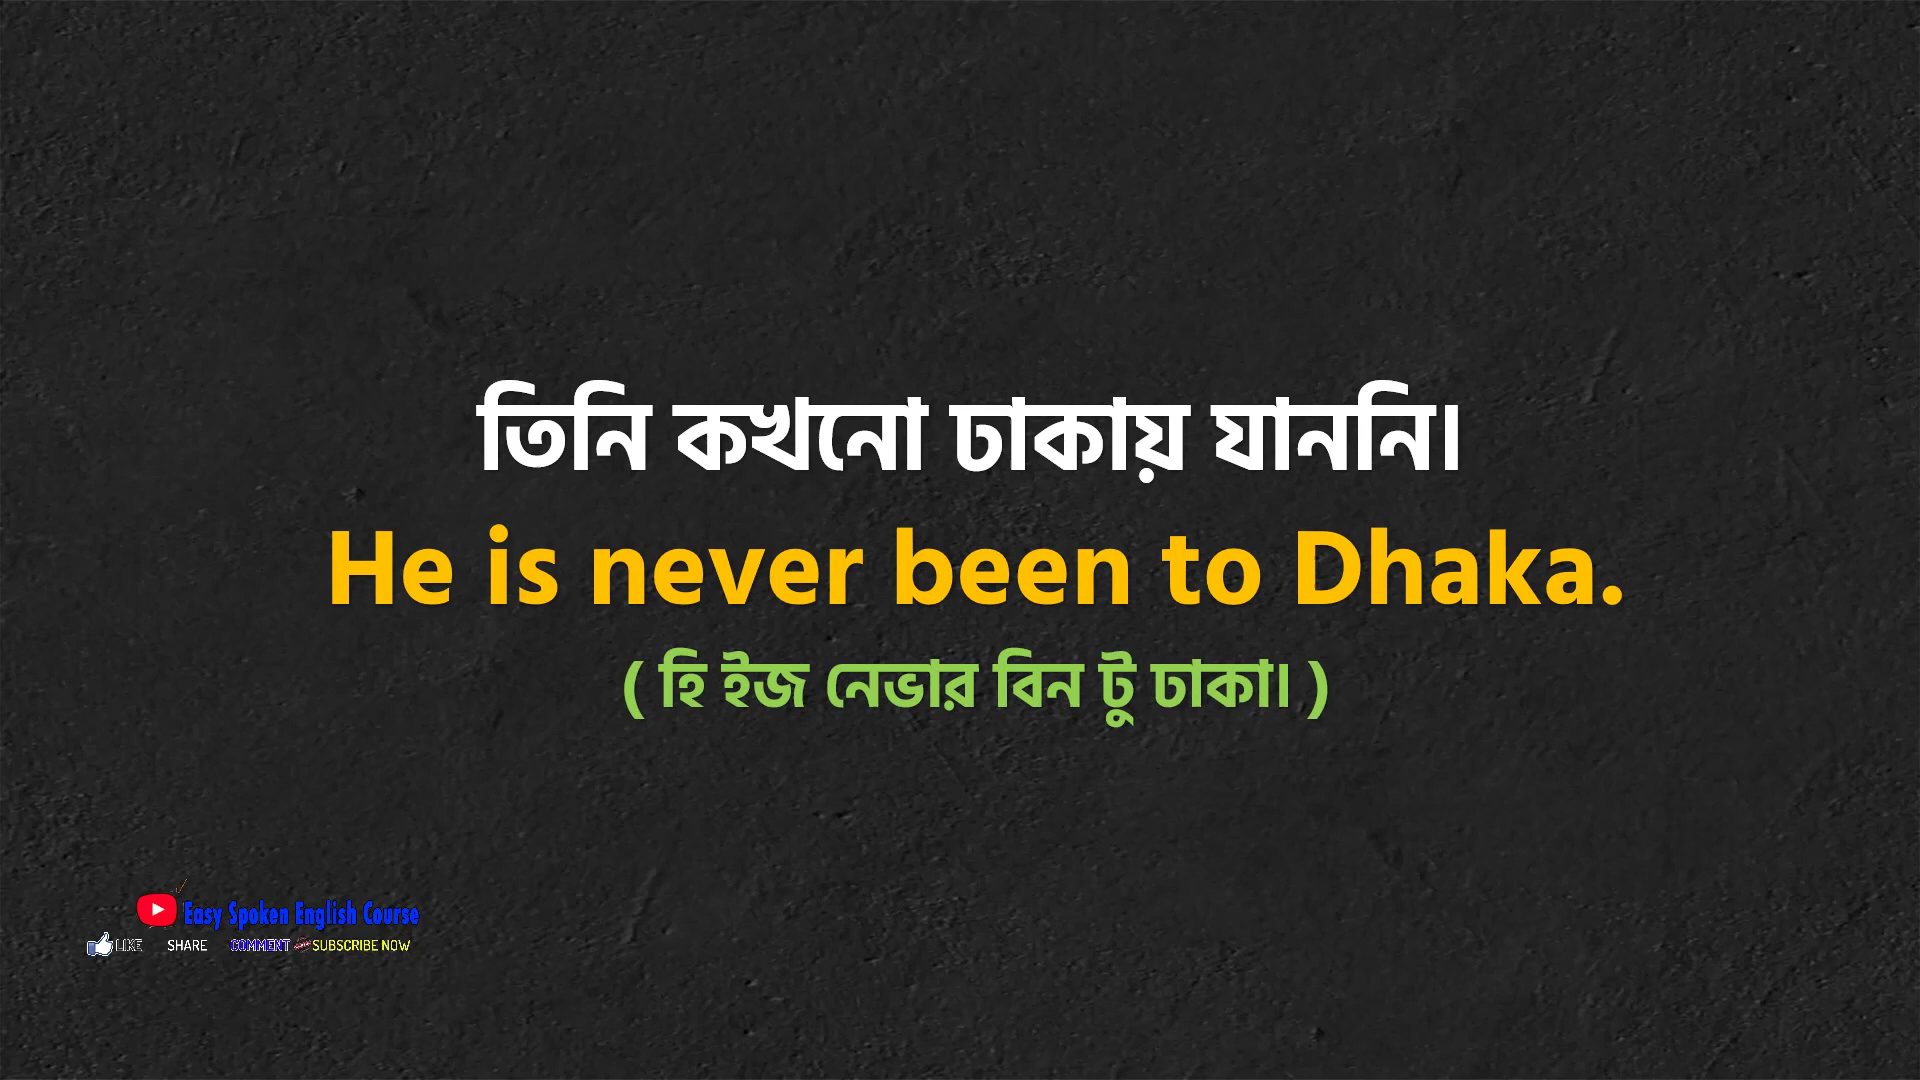 তিনি কখনো ঢাকায় যাননি।
He is never been to Dhaka.
( হি ইজ নেভার বিন টু ঢাকা। )
Easy Spoken English Course
LIKE SHARE COMMENT SUBSCRIBE NOW